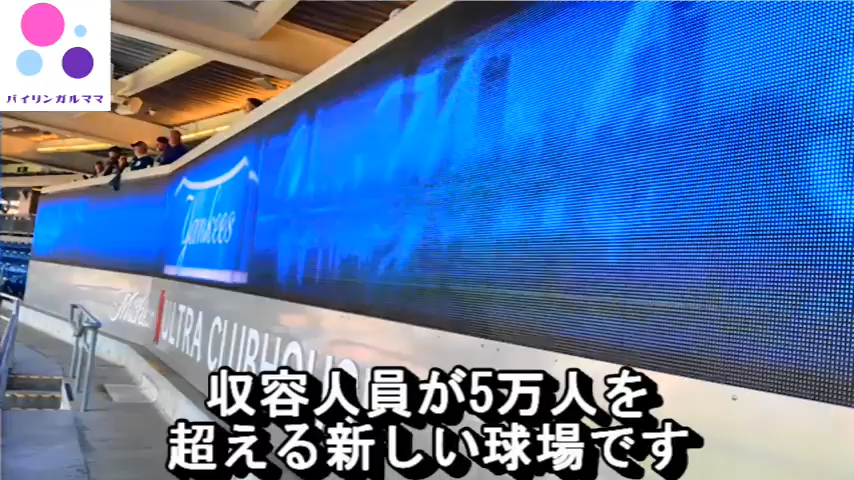 バイリンガルママ
Yankees
ULTRA CLUBHOU
収容人員が5万人を
超える新しい球場です